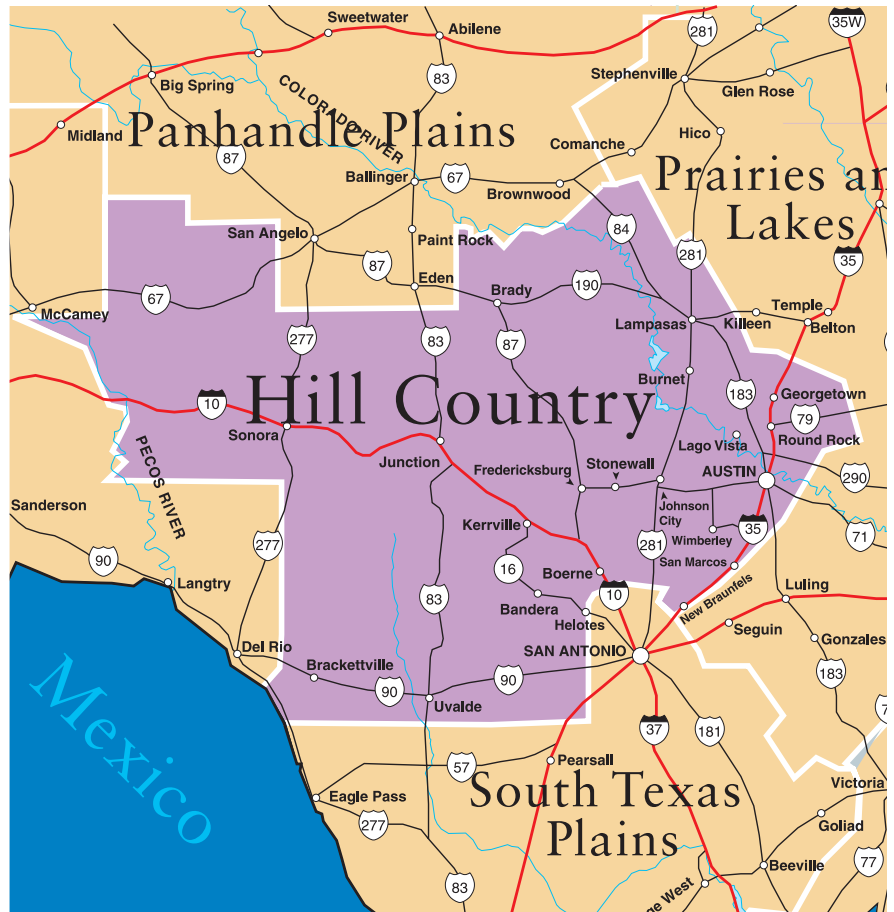 Sweetwater
Abilene
281
35W
Stephenville
83
Big Spring
Glen Rose
COLORADO RIVER
Midland
Panhandle Plains
Hico
Comanche
87
67
Ballinger
Brownwood
Prairies an
Lakes
84
San Angelo
Paint Rock
281
35
87
Eden
67
Brady
190
Temple
McCamey
Lampasas
Killeen
Belton
277
83
87
Burnet
Hill Country
183
Georgetown
10
79
Sonora
Lago Vista
Round Rock
PECOS RIVER
Junction
Fredericksburg
Stonewall
AUSTIN
290
Sanderson
Johnson
City
Kerrville
35
71
Wimberley
277
281
90
San Marcos
16
Boerne
Langtry
83
10
New Braunfels
Luling
Bandera
Helotes
Seguin
Gonzales
Del Rio
SAN ANTONIO
Brackettville
183
90
90
Uvalde
Mexico
37
181
7
57
Pearsall
South Texas
Plains
Victoria
Eagle Pass
277
Goliad
77
Beeville
83
ge West